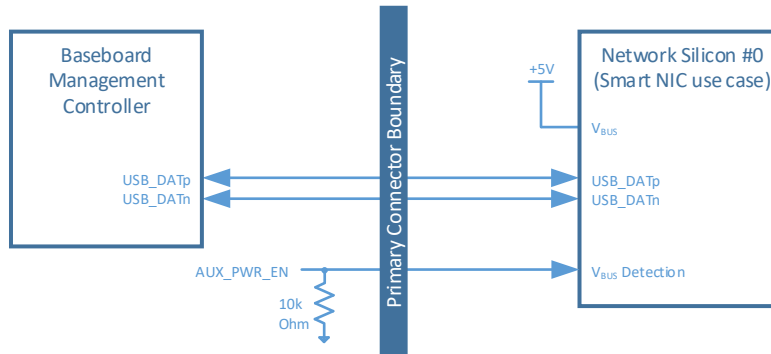 Baseboard
Management
Controller
USB_DATp
USB_DATn
AUX_PWR_EN
10k
Ohm
Primary Connector Boundary
Network Silicon #0
(Smart NIC use case)
+5V
VBUS
USB_DATp
USB_DATn
VBUS Detection